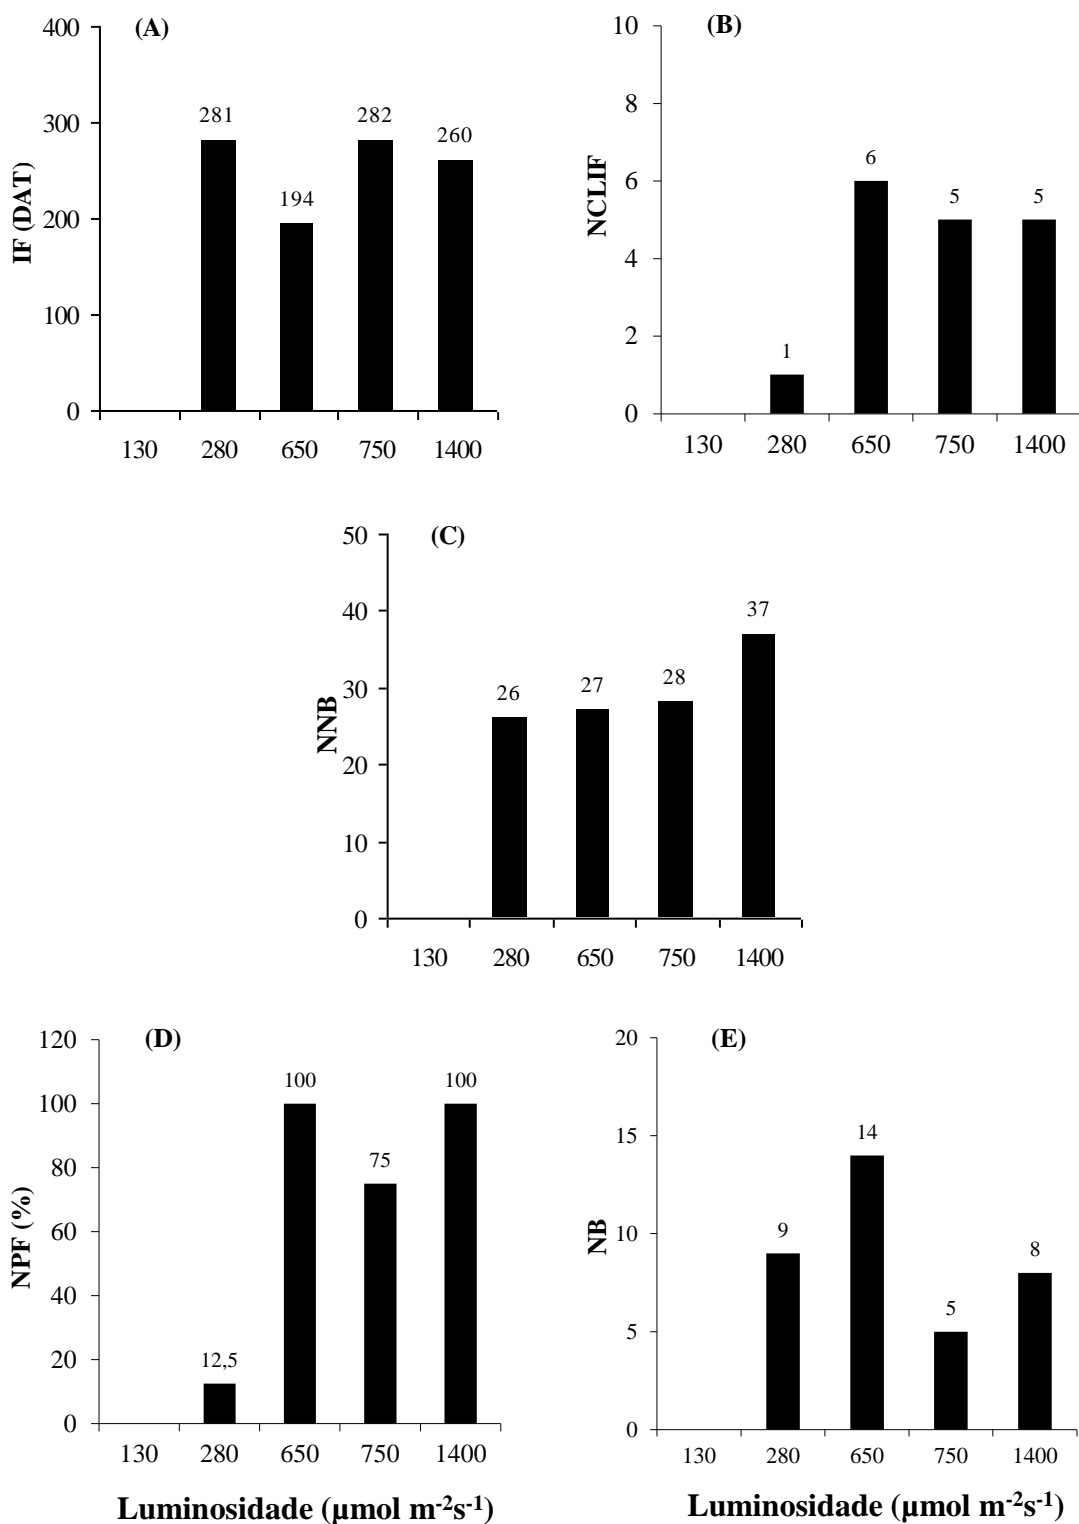 (A)
IF (DAT)
400
300
200
100
0
281
194
282
260
130 280 650 750 1400
(B)
NCLIF
10
8
6
4
2
0
1
6
5
5
130 280 650 750 1400
(C)
NNB
50
40
30
20
10
0
26
27
28
37
130 280 650 750 1400
(D)
NPF (%)
120
100
80
60
40
20
0
12,5
100
75
100
130 280 650 750 1400
Luminosidade (µmol m-2s-1)
(E)
NB
20
15
10
5
0
9
14
5
8
130 280 650 750 1400
Luminosidade (µmol m-2s-1)